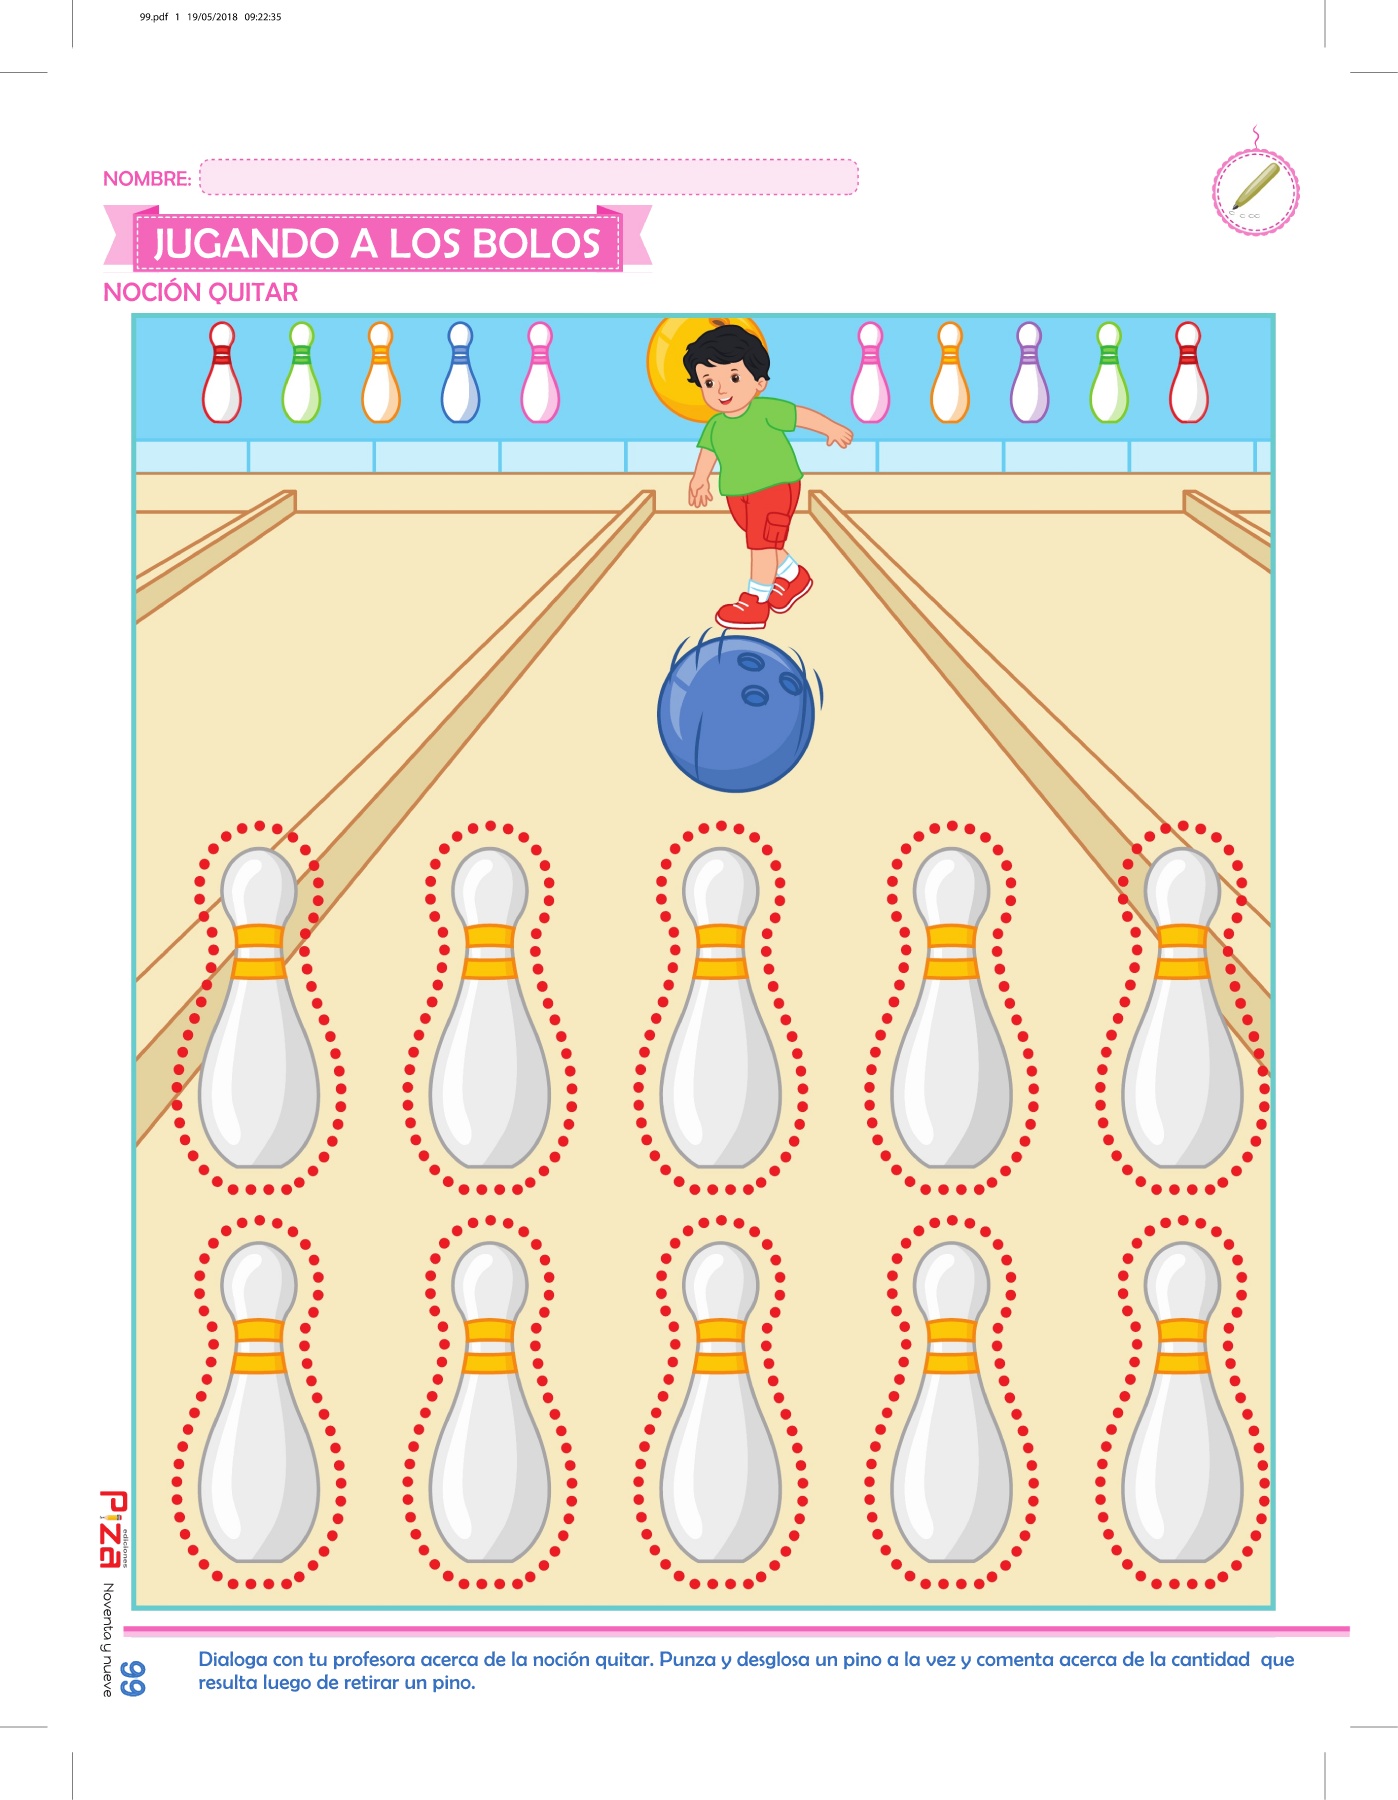 99.pdf 1 19/05/2018 09:22:35
NOMBRE:
JUGANDO A LOS BOLOS
NOCIÓN QUITAR
Piza
ediciones
Noventa y nueve
99
Dialoga con tu profesora acerca de la noción quitar. Punza y desglosa un pino a la vez y comenta acerca de la cantidad que
resulta luego de retirar un pino.